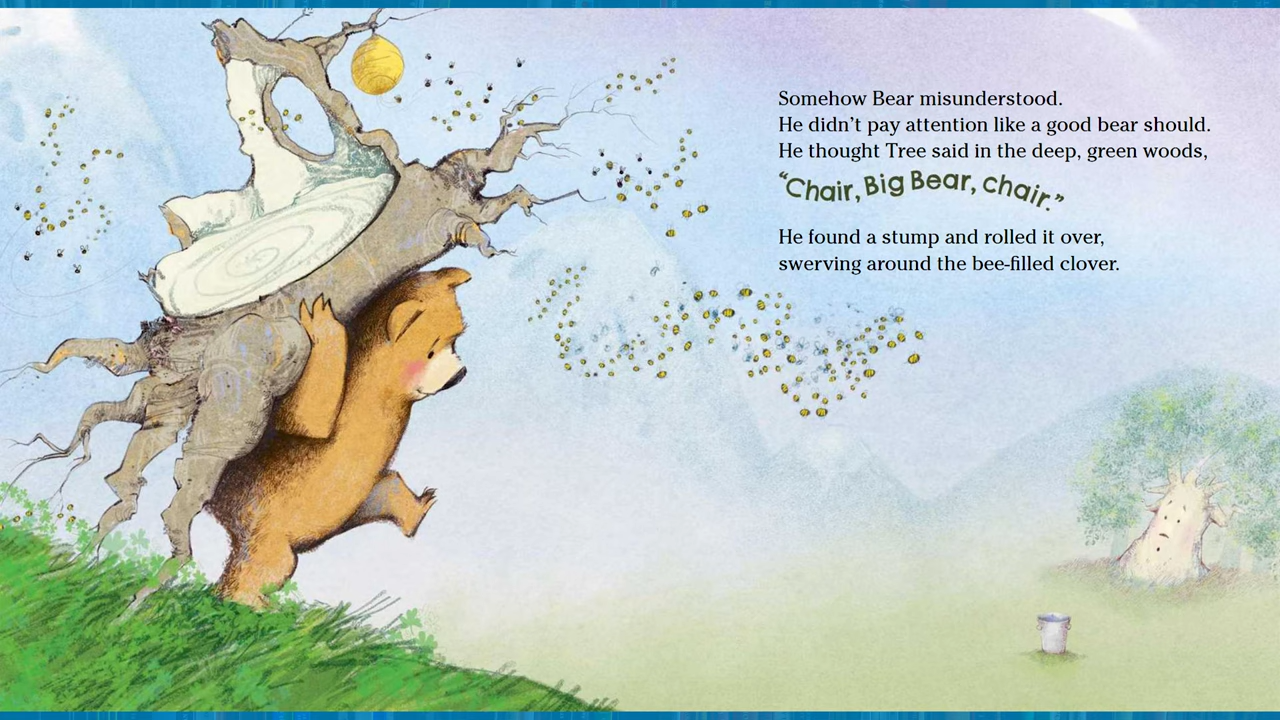 Somehow Bear misunderstood.
He didn’t pay attention like a good bear should.
He thought Tree said in the deep, green woods,
“Chair, Big Bear, chair.”
He found a stump and rolled it over,
swerving around the bee-filled clover.